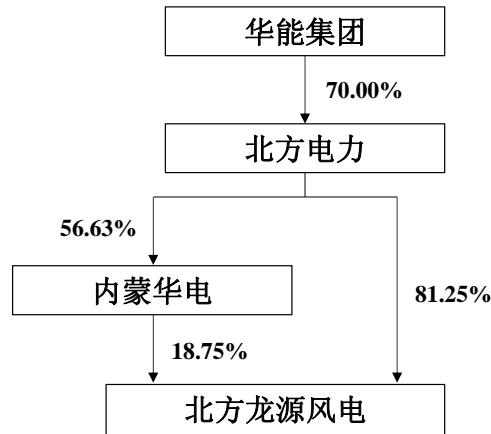 华能集团
70.00%
北方电力
56.63%
内蒙华电
81.25%
18.75%
北方龙源风电